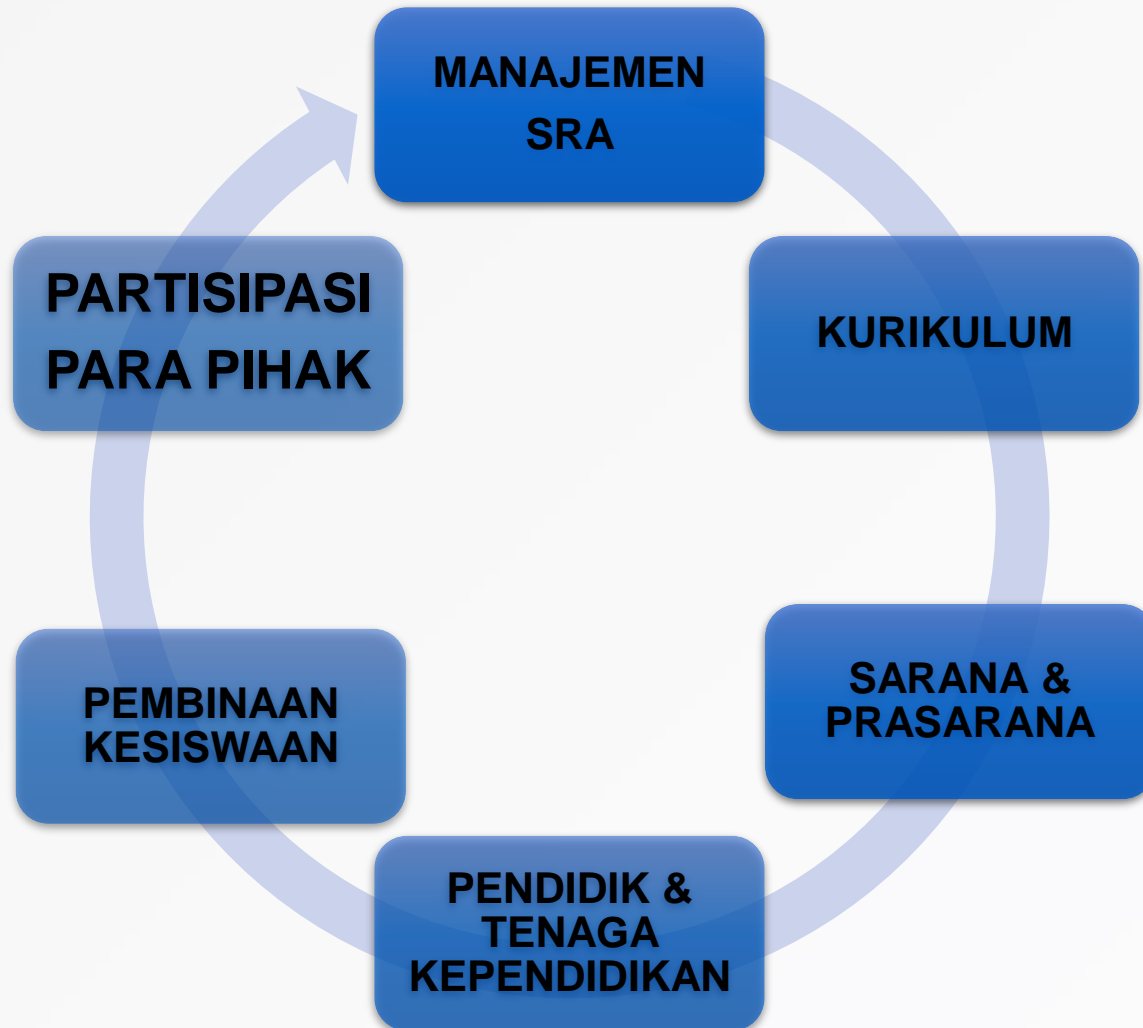 MANAJEMEN
SRA
KURIKULUM
SARANA &
PRASARANA
PENDIDIK &
TENAGA
KEPENDIDIKAN
PEMBINAAN
KESISWAAN
PARTISIPASI
PARA PIHAK